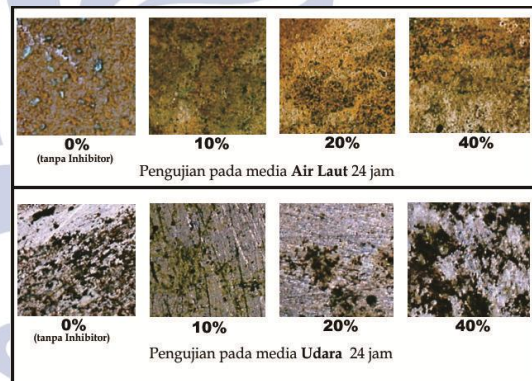 0% 10% 20% 40%
(tanpa Inhibitor)
Pengujian pada media Air Laut 24 jam
0% 10% 20% 40%
(tanpa Inhibitor)
Pengujian pada media Udara 24 jam